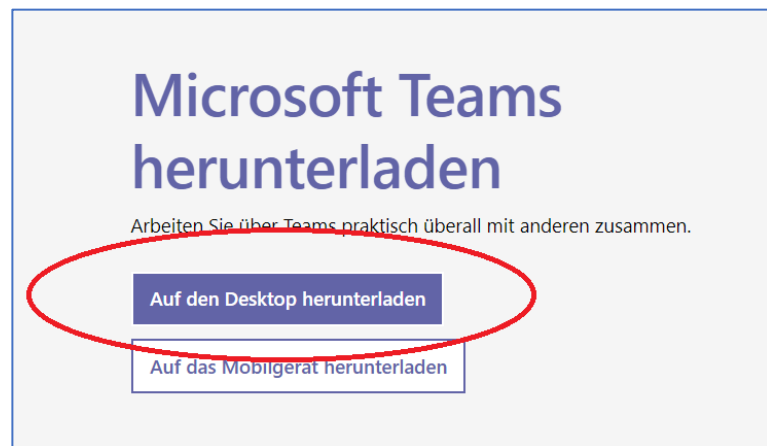 Microsoft Teams
herunterladen
Arbeiten Sie über Teams praktisch überall mit anderen zusammen.
Auf den Desktop herunterladen
Auf das Mobilgerät herunterladen